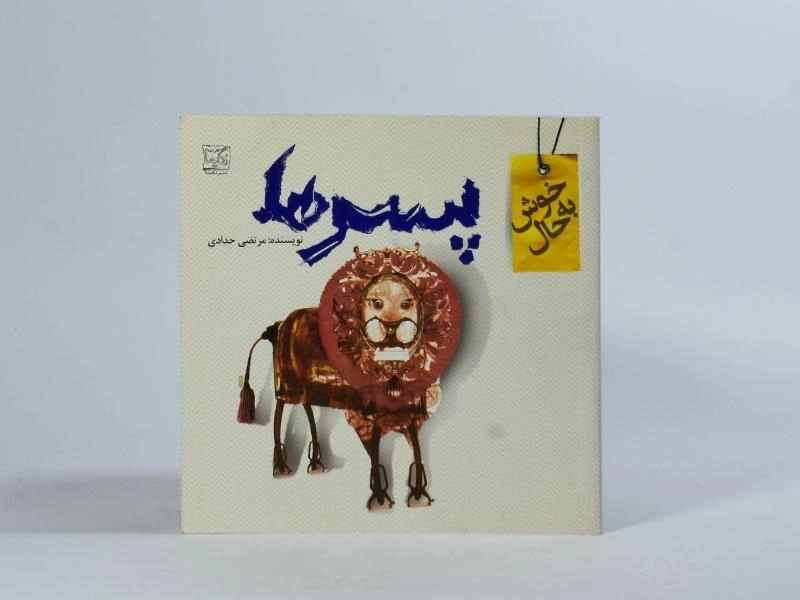 خوش
به حال
پسرها
نویسنده: مرتضی حدادی